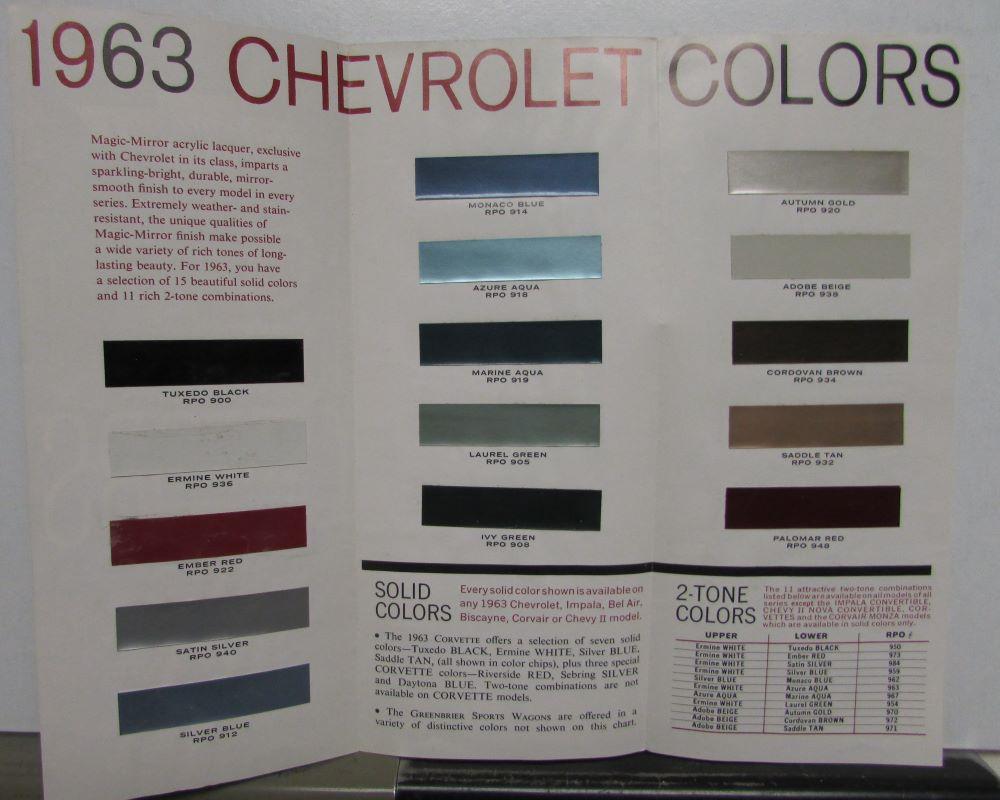 1963 CHEVROLET COLORS
Magic-Mirror acrylic lacquer, exclusive
with Chevrolet in its class, imparts a
sparkling-bright, durable, mirror-
smooth finish to every model in every
series. Extremely weather- and stain-
resistant, the unique qualities of
Magic-Mirror finish make possible
a wide variety of rich tones of long-
lasting beauty. For 1963, you have
a selection of 15 beautiful solid colors
and 11 rich 2-tone combinations.
TUXEDO BLACK
RPO 900
ERMINE WHITE
RPO 936
EMBER RED
RPO 922
SATIN SILVER
RPO 940
SILVER BLUE
RPO 912
MONACO BLUE
RPO 914
AZURE AQUA
RPO 918
MARINE AQUA
RPO 919
LAUREL GREEN
RPO 905
IVY GREEN
RPO 908
AUTUMN GOLD
RPO 920
ADOBE BEIGE
RPO 938
CORDOVAN BROWN
RPO 934
SADDLE TAN
RPO 932
PALOMAR RED
RPO 948
SOLID
COLORS
Every solid color shown is available on
any 1963 Chevrolet, Impala, Bel Air,
Biscayne, Corvair or Chevy II model.
• The 1963 CORVETTE offers a selection of seven solid
colors—Tuxedo BLACK, Ermine WHITE, Silver BLUE,
Saddle TAN, (all shown in color chips), plus three special
CORVETTE colors—Riverside RED, Sebring SILVER
and Daytona BLUE. Two-tone combinations are not
available on CORVETTE models.
• The GREENBRIER SPORTS WAGONS are offered in a
variety of distinctive colors not shown on this chart.
2-TONE
COLORS
The 11 attractive two-tone combinations
listed below are available on all models of all
series except the IMPALA CONVERTIBLE,
CHEVY II NOVA CONVERTIBLE, COR-
VETTES and the CORVAIR MONZA models
which are available in solid colors only.
UPPER LOWER RPO #
Ermine WHITE Tuxedo BLACK 950
Ermine WHITE Ember RED 973
Ermine WHITE Satin SILVER 984
Ermine WHITE Silver BLUE 959
Silver BLUE Monaco BLUE 962
Ermine WHITE Azure AQUA 963
Azure AQUA Marine AQUA 967
Ermine WHITE Laurel GREEN 954
Adobe BEIGE Autumn GOLD 970
Adobe BEIGE Cordovan BROWN 972
Adobe BEIGE Saddle TAN 971